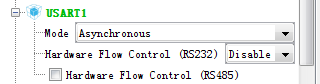 USART1
Mode Asynchronous
Hardware Flow Control (RS232) Disable
Hardware Flow Control (RS485)